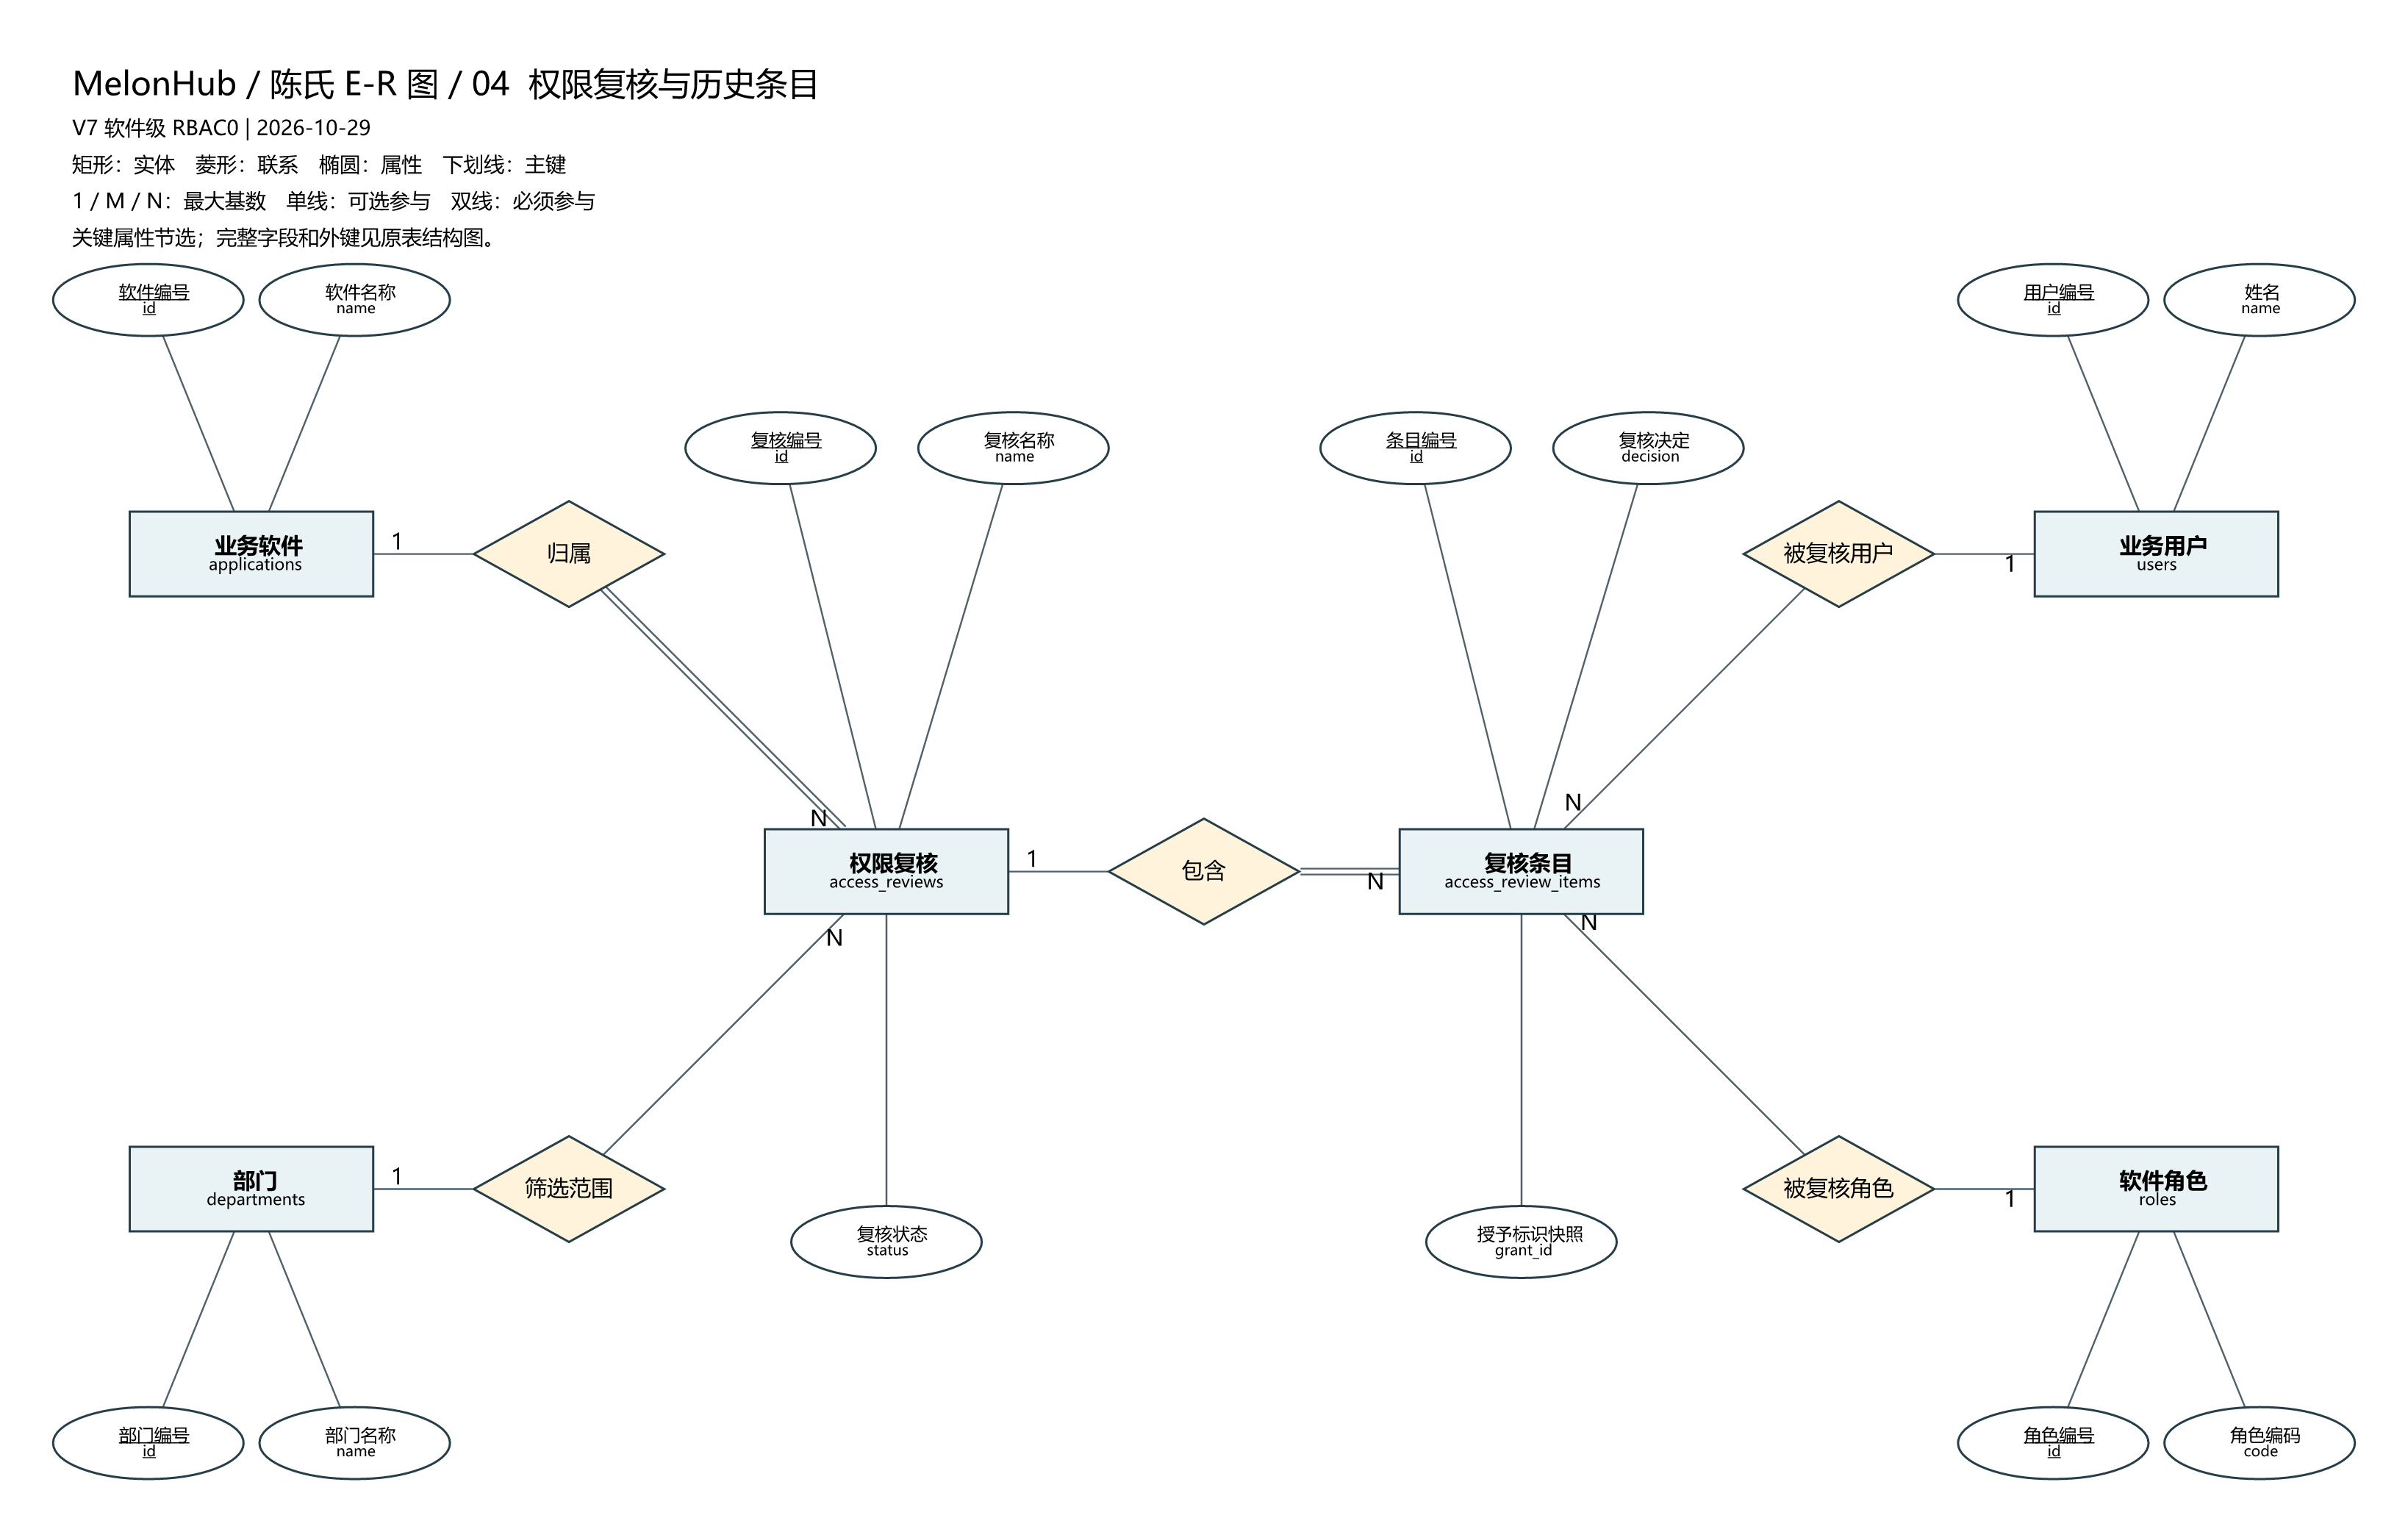 MelonHub / 陈氏 E-R 图 / 04  权限复核与历史条目
V7 软件级 RBAC0 | 2026-10-29
矩形：实体　菱形：联系　椭圆：属性　下划线：主键
1 / M / N：最大基数　单线：可选参与　双线：必须参与
关键属性节选；完整字段和外键见原表结构图。
软件编号
id
软件名称
name
用户编号
id
姓名
name
复核编号
id
复核名称
name
条目编号
id
复核决定
decision
业务软件
applications
1
归属
被复核用户
1
业务用户
users
N
N
权限复核
access_reviews
1
包含
N
复核条目
access_review_items
N
N
部门
departments
1
筛选范围
复核状态
status
授予标识快照
grant_id
被复核角色
1
软件角色
roles
部门编号
id
部门名称
name
角色编号
id
角色编码
code